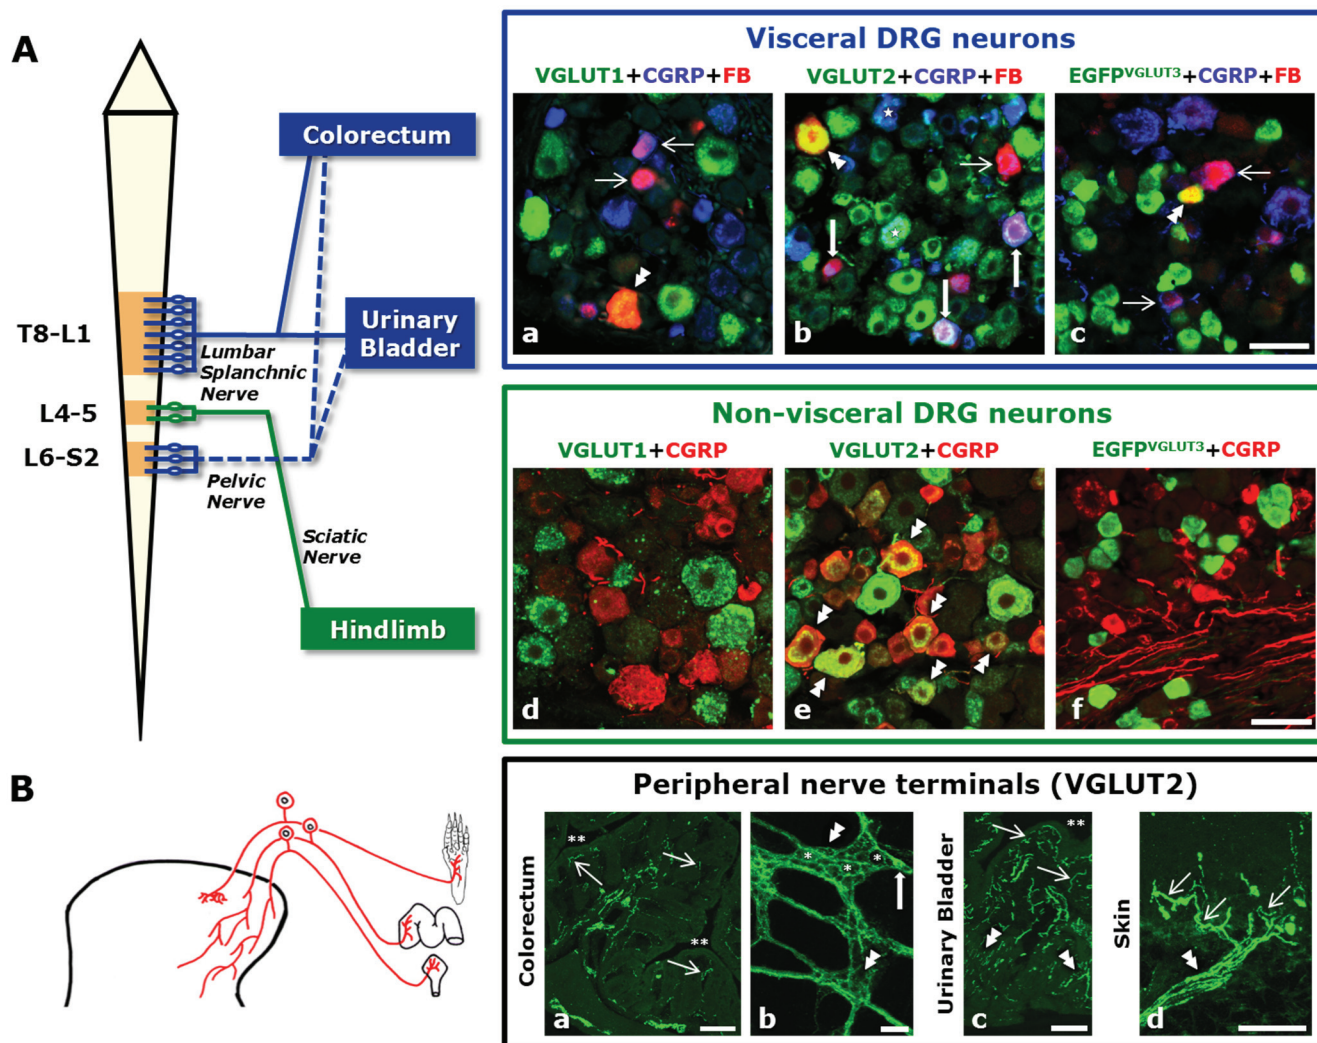 A
Colorectum
Urinary
Bladder
T8-L1
Lumbar
Splanchnic
Nerve
L4-5
L6-S2
Pelvic
Nerve
Sciatic
Nerve
Hindlimb
Visceral DRG neurons
VGLUT1+CGRP+FB
VGLUT2+CGRP+FB
EGFPVGLUT3+CGRP+FB
a
b
c
Non-visceral DRG neurons
VGLUT1+CGRP
VGLUT2+CGRP
EGFPVGLUT3+CGRP
d
e
f
B
Peripheral nerve terminals (VGLUT2)
Colorectum
**
**
a
* * *
b
Urinary Bladder
**
c
Skin
d